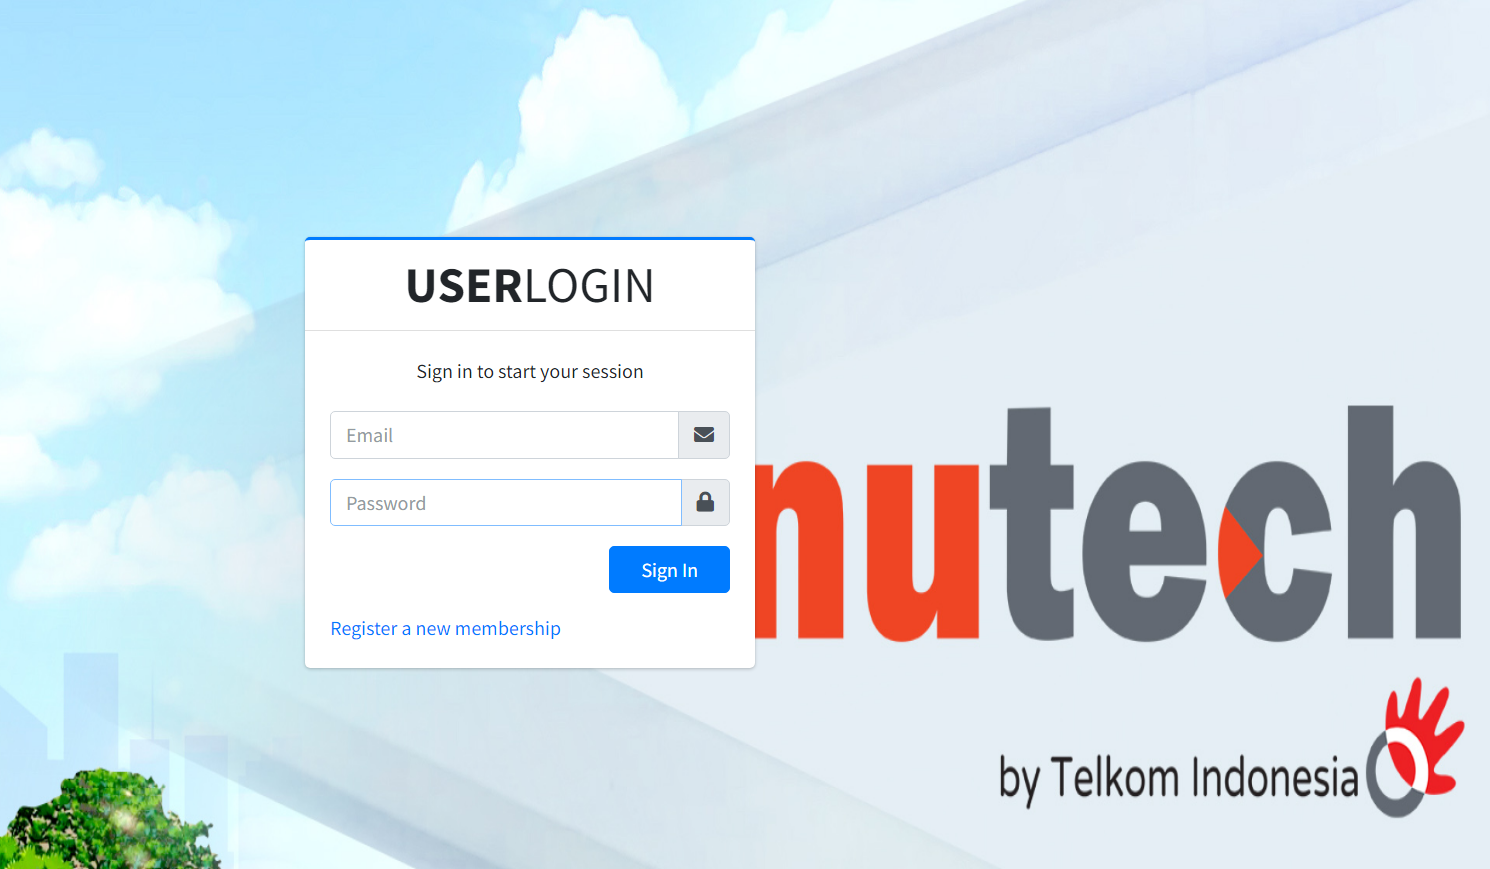 USERLOGIN
Sign in to start your session
Email
Password
Sign In
Register a new membership
nutech
by Telkom Indonesia